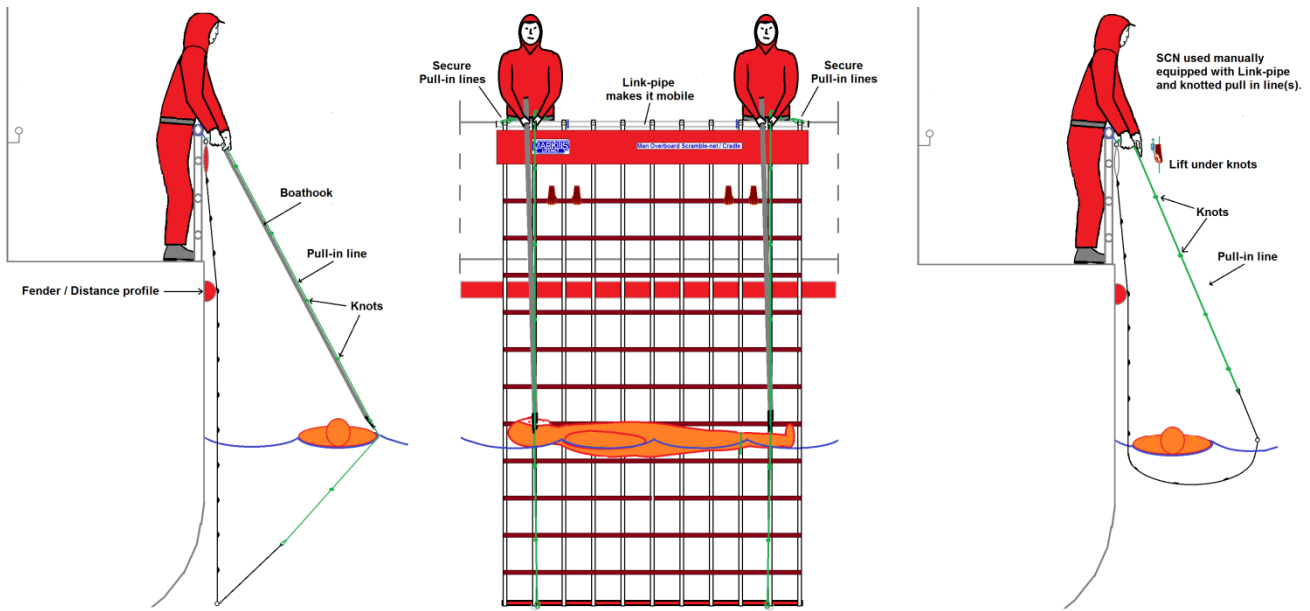 Boathook
Pull-in line
Knots
Fender / Distance profile
Secure
Pull-in lines
Link-pipe
makes it mobile
Secure
Pull-in lines
MARKUS
LIFENET
Man Overboard Scramble-net / Cradle
SCN used manually
equipped with Link-pipe
and knotted pull in line(s).
Lift under knots
Knots
Pull-in line